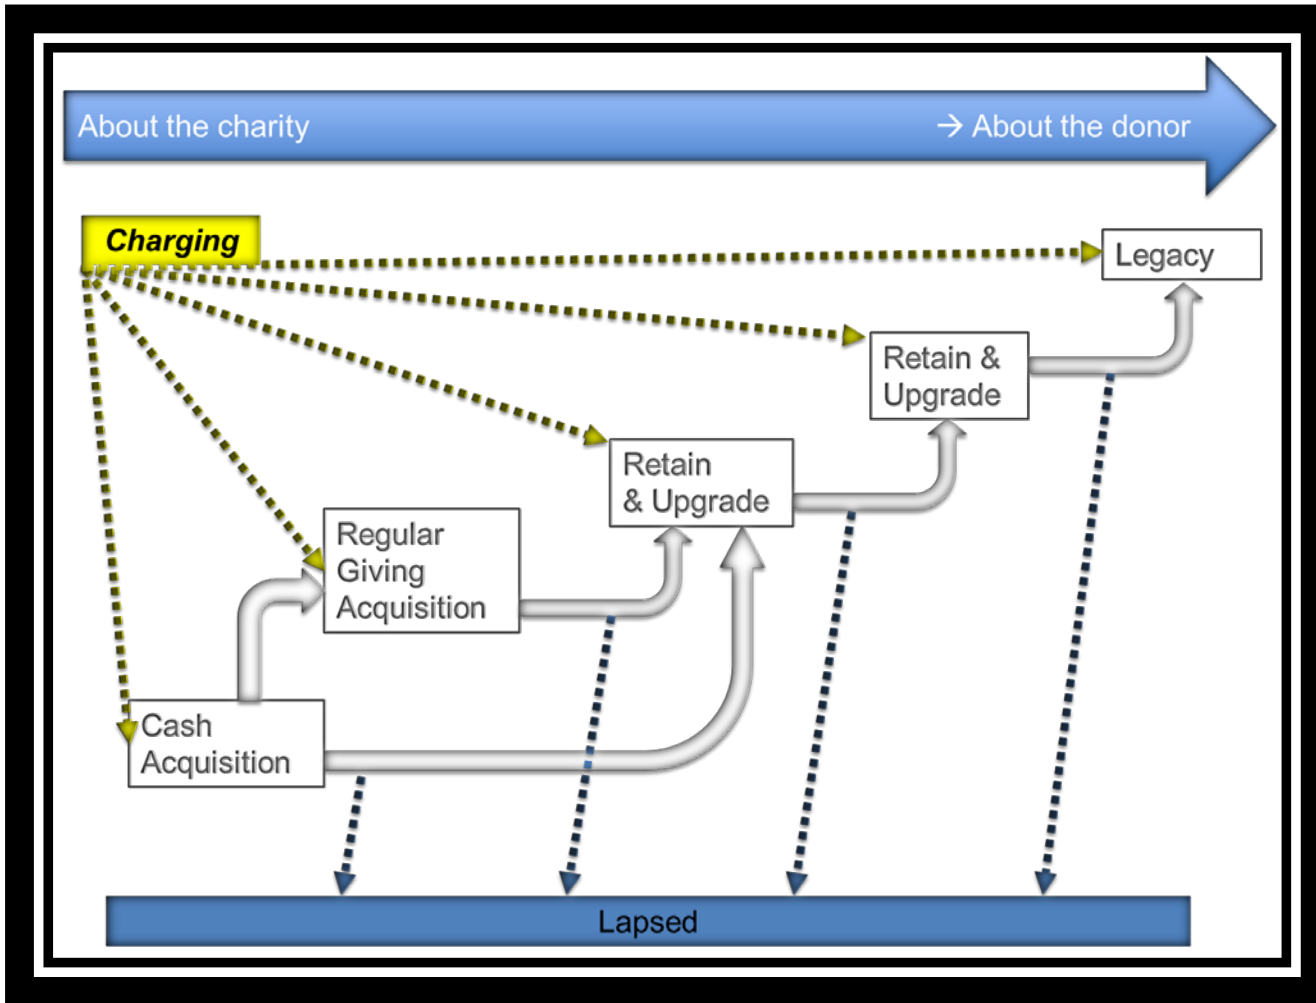 About the charity
→ About the donor
Charging
Legacy
Retain &
Upgrade
Retain
& Upgrade
Regular
Giving
Acquisition
Cash
Acquisition
Lapsed